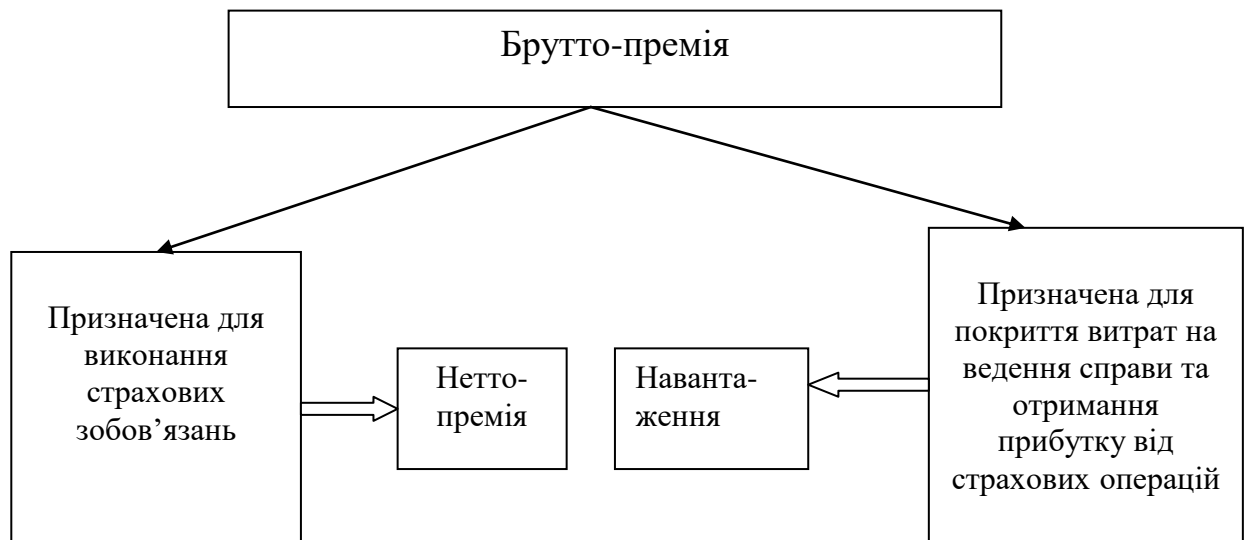 Брутто-премія
Призначена для
виконання
страхових
зобов’язань
Нетто-
премія
Наванта-
ження
Призначена для
покриття витрат на
ведення справи та
отримання
прибутку від
страхових операцій